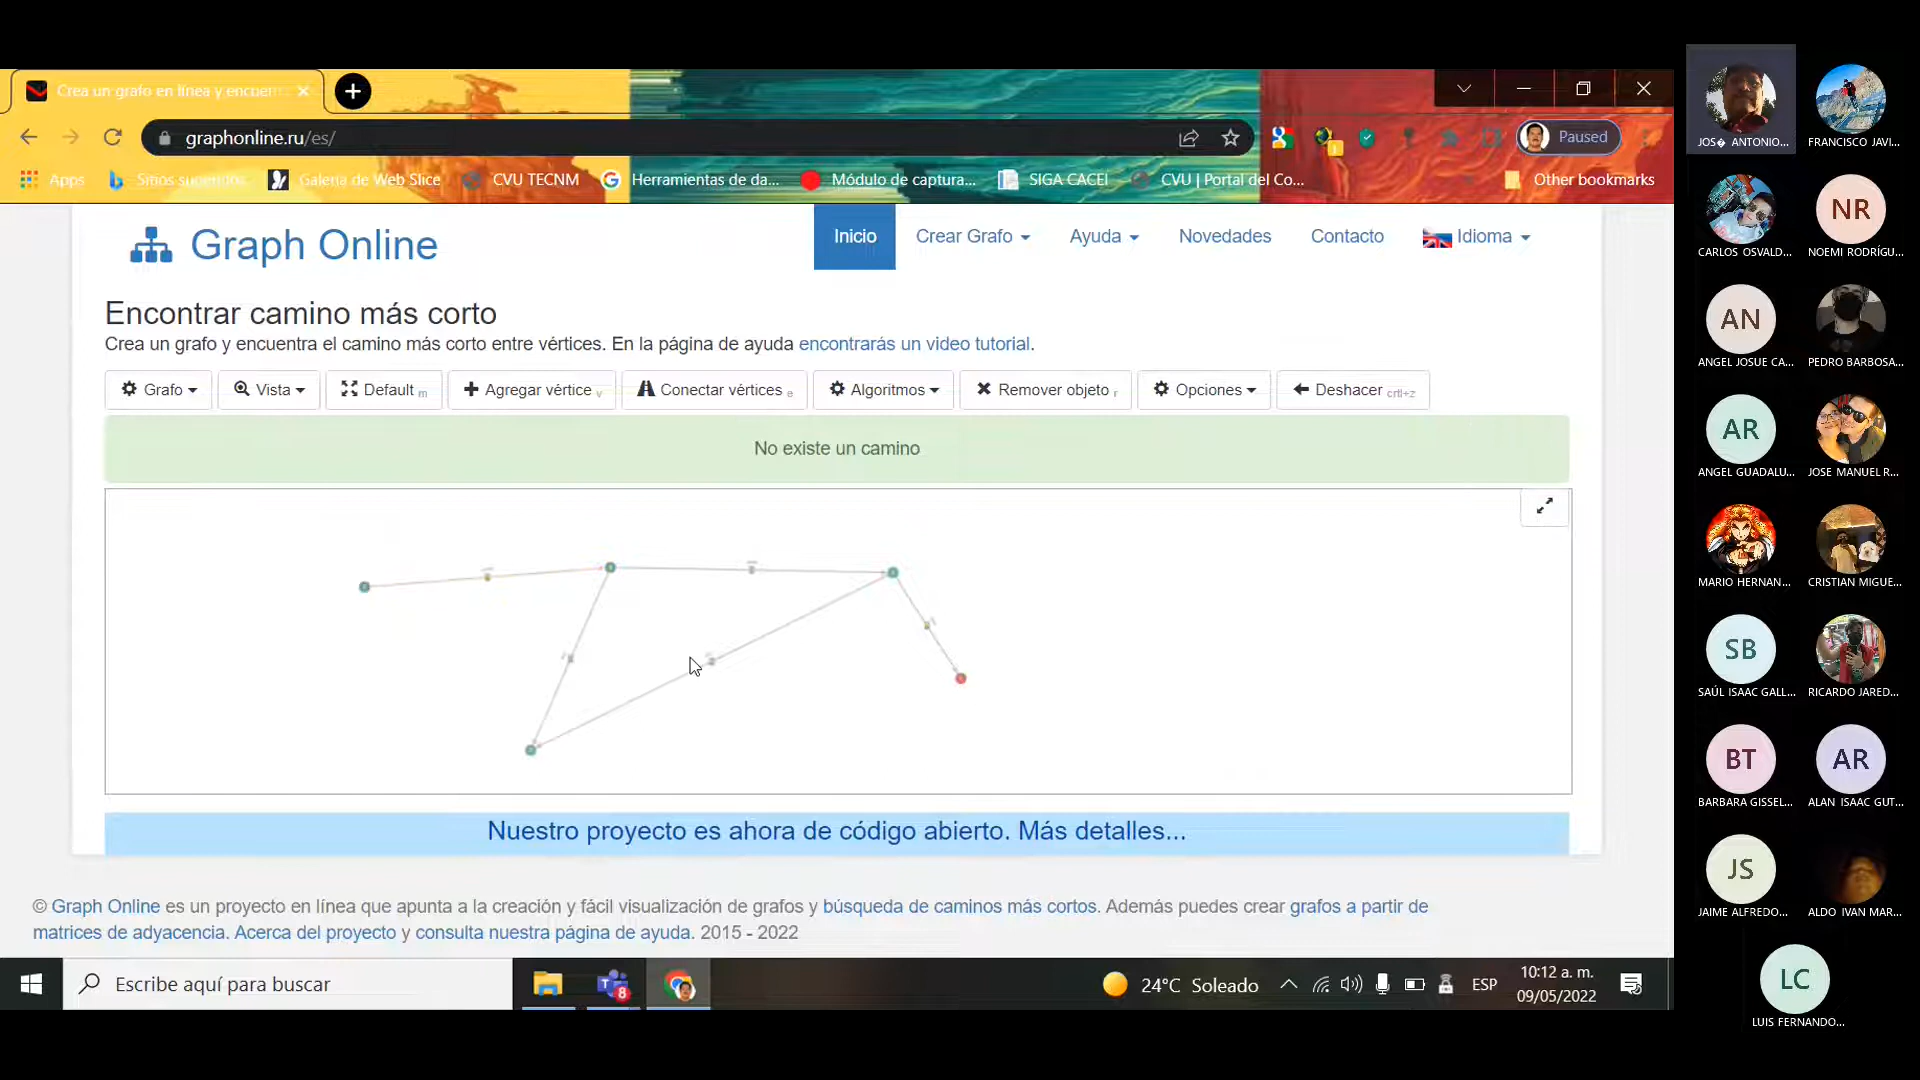 Crea un grafo en línea y encuen
graphonline.ru/es/
Paused
Apps
Sitios sugeridos
Galería de Web Slice
CVU TECNM
Herramientas de da...
Módulo de captura...
SIGA CACEI
CVU | Portal del Co...
Other bookmarks
Graph Online
Inicio
Crear Grafo
Ayuda
Novedades
Contacto
Idioma
Encontrar camino más corto
Crea un grafo y encuentra el camino más corto entre vértices. En la página de ayuda encontrarás un video tutorial.
Grafo
Vista
Default m
Agregar vértice v
Conectar vértices e
Algoritmos
Remover objeto r
Opciones
Deshacer crtl+z
No existe un camino
Nuestro proyecto es ahora de código abierto. Más detalles...
© Graph Online es un proyecto en línea que apunta a la creación y fácil visualización de grafos y búsqueda de caminos más cortos. Además puedes crear grafos a partir de
matrices de adyacencia. Acerca del proyecto y consulta nuestra página de ayuda. 2015 - 2022
Escribe aquí para buscar
8
24°C Soleado
ESP
10:12 a. m.
09/05/2022
JOS� ANTONIO...
FRANCISCO JAVI...
CARLOS OSVALD...
NR
NOEMI RODRÍGU...
AN
ANGEL JOSUE CA...
PEDRO BARBOSA...
AR
ANGEL GUADALU...
JOSE MANUEL R...
MARIO HERNAN...
CRISTIAN MIGUE...
SB
SAÚL ISAAC GALL...
RICARDO JARED...
BT
BARBARA GISSEL...
AR
ALAN ISAAC GUT...
JS
JAIME ALFREDO...
ALDO IVAN MAR...
LC
LUIS FERNANDO...